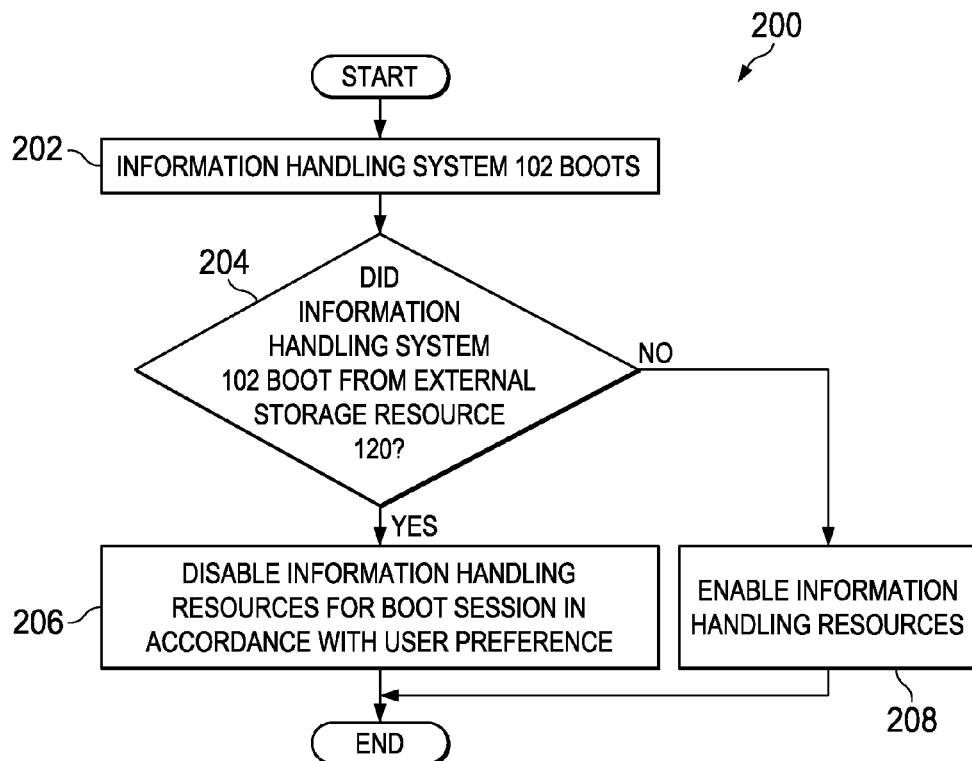 200
START
202
INFORMATION HANDLING SYSTEM 102 BOOTS
204
DID
INFORMATION
HANDLING SYSTEM
102 BOOT FROM EXTERNAL
STORAGE RESOURCE
120?
NO
YES
206
DISABLE INFORMATION HANDLING
RESOURCES FOR BOOT SESSION IN
ACCORDANCE WITH USER PREFERENCE
ENABLE INFORMATION
HANDLING RESOURCES
208
END